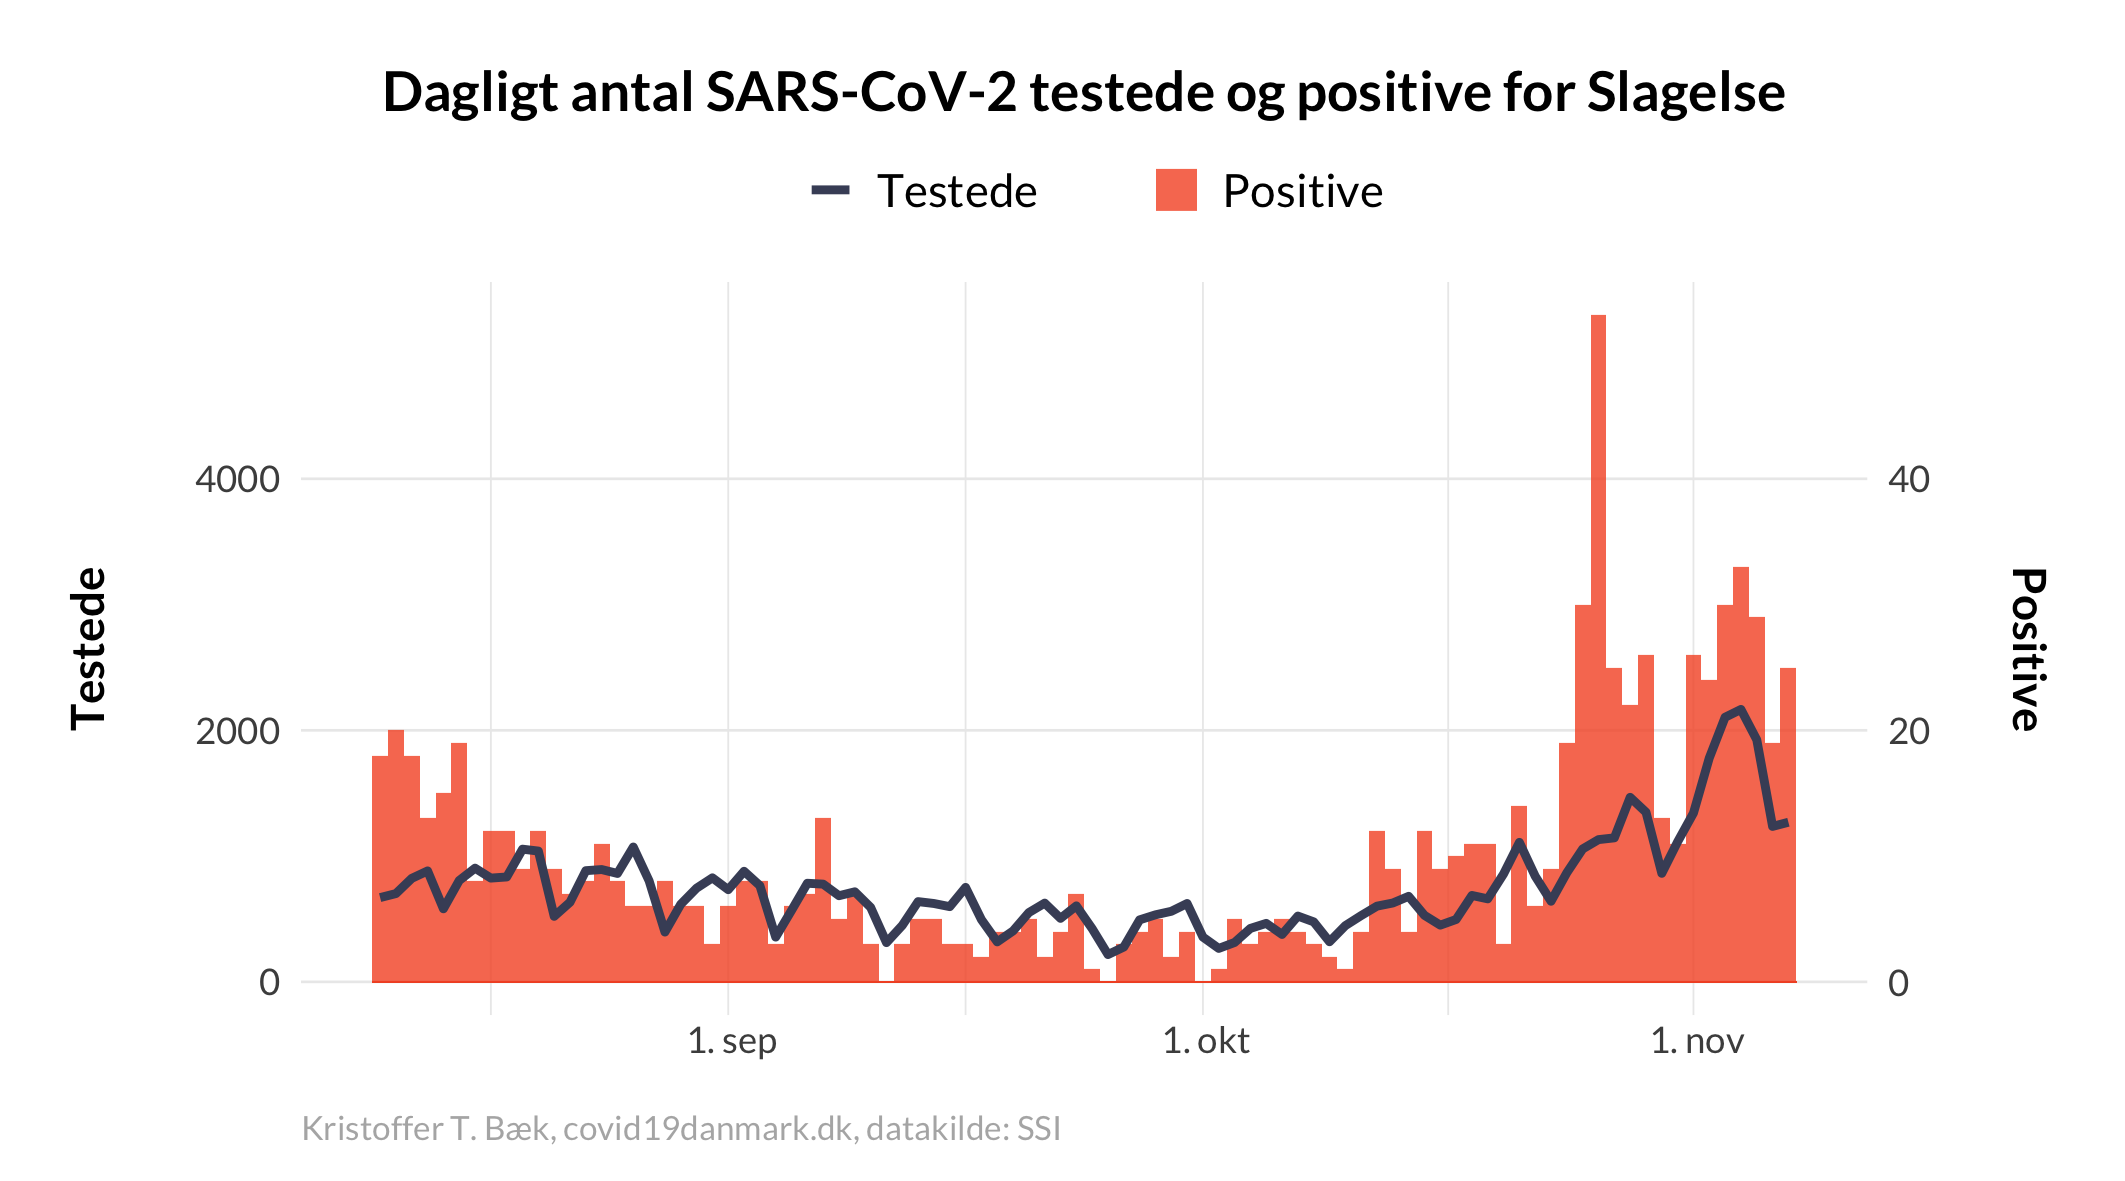 Dagligt antal SARS-CoV-2 testede og positive for Slagelse
Testede
Positive
4000
2000
0
40
20
0
Testede
Positive
1. sep
1. okt
1. nov
Kristoffer T. Bæk, covid19danmark.dk, datakilde: SSI